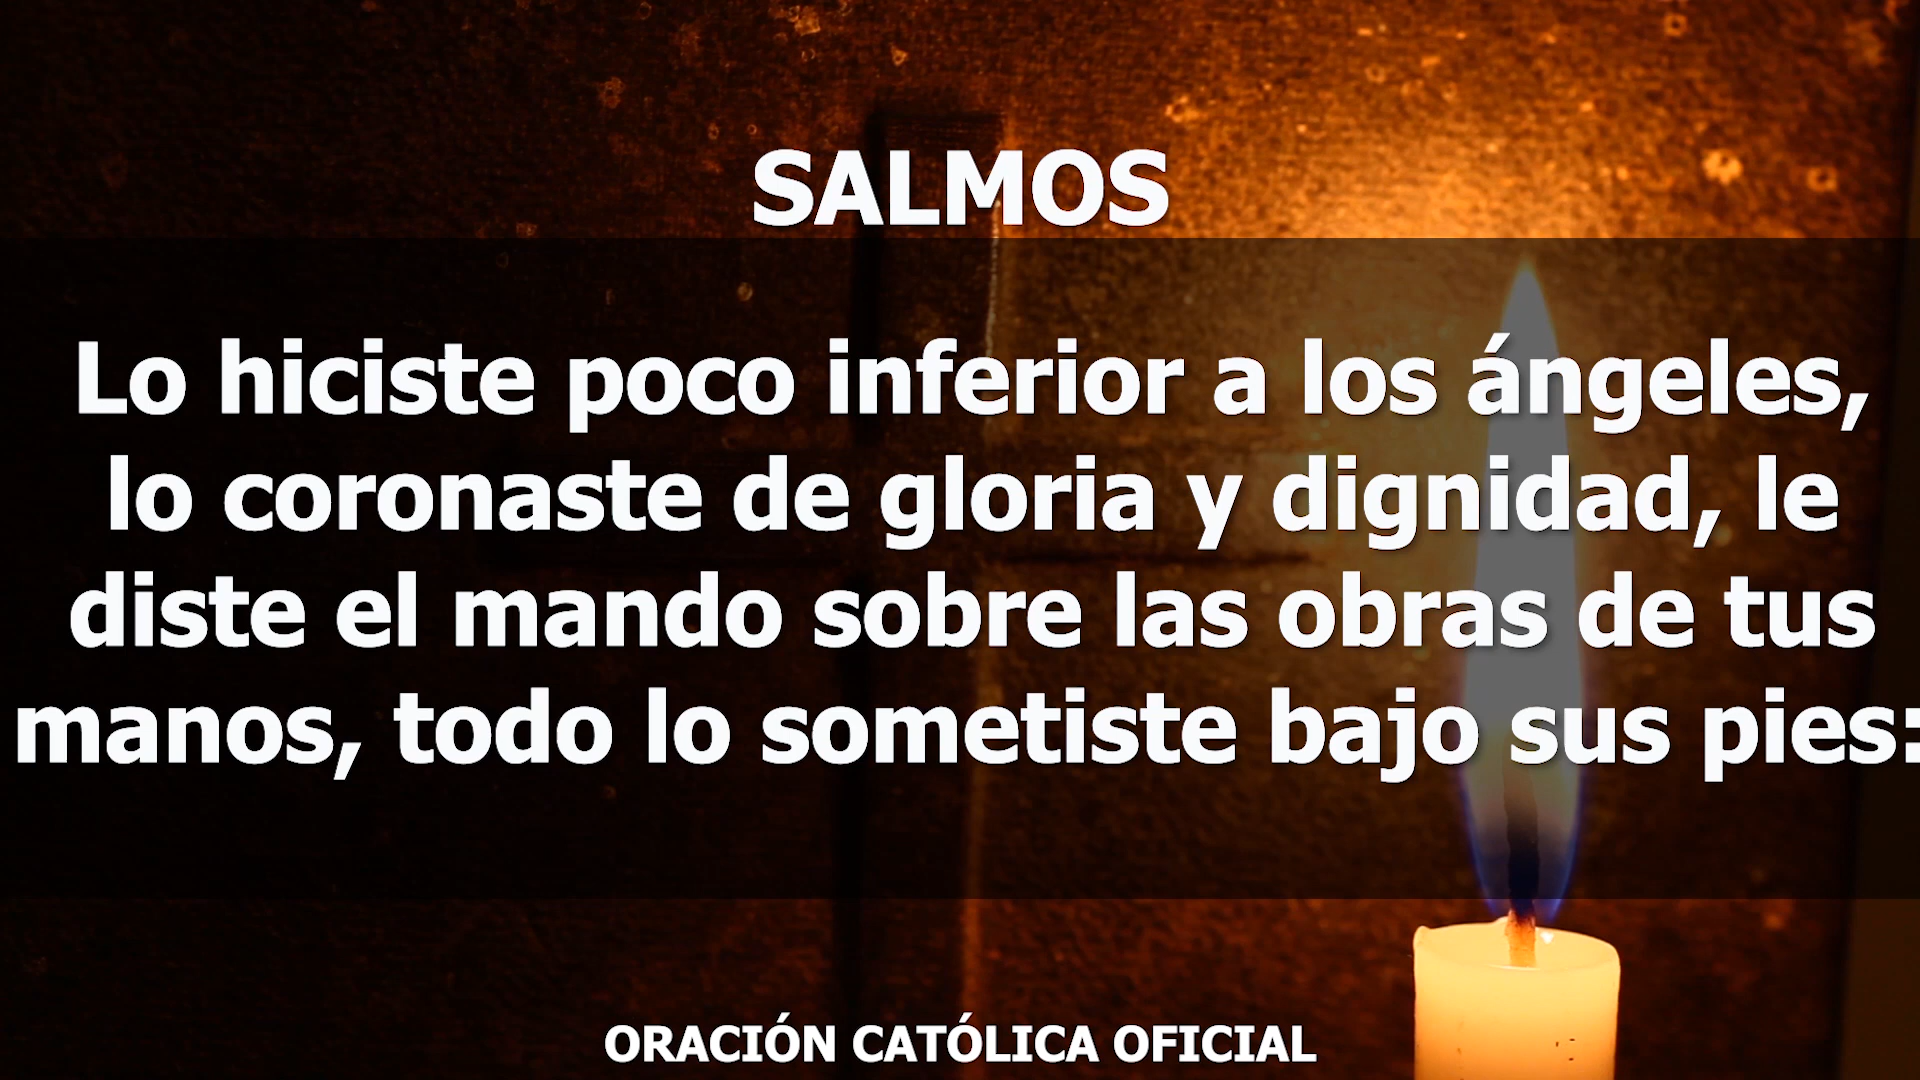 SALMOS
Lo hiciste poco inferior a los ángeles,
lo coronaste de gloria y dignidad, le
diste el mando sobre las obras de tus
manos, todo lo sometiste bajo sus pies:
ORACIÓN CATÓLICA OFICIAL